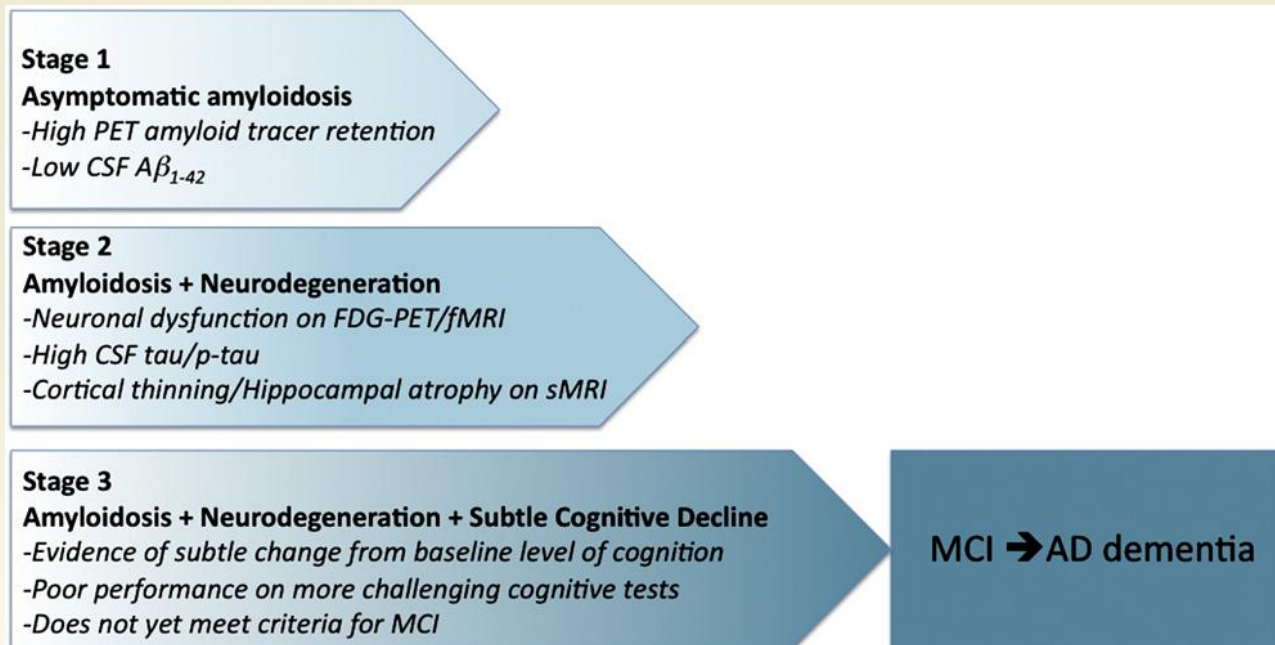 Stage 1
Asymptomatic amyloidosis
-High PET amyloid tracer retention
-Low CSF Aβ1-42
Stage 2
Amyloidosis + Neurodegeneration
-Neuronal dysfunction on FDG-PET/fMRI
-High CSF tau/p-tau
-Cortical thinning/Hippocampal atrophy on sMRI
Stage 3
Amyloidosis + Neurodegeneration + Subtle Cognitive Decline
-Evidence of subtle change from baseline level of cognition
-Poor performance on more challenging cognitive tests
-Does not yet meet criteria for MCI
MCI ➔AD dementia